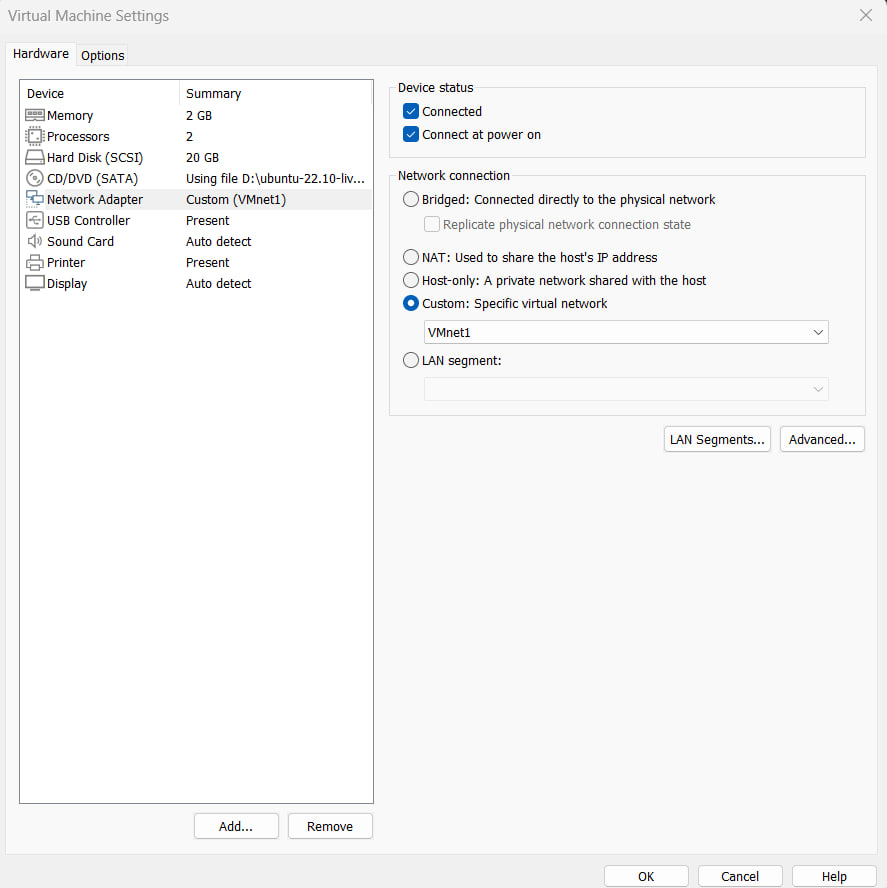 Virtual Machine Settings
Hardware Options
Device Summary
Memory 2 GB
Processors 2
Hard Disk (SCSI) 20 GB
CD/DVD (SATA) Using file D:\ubuntu-22.10-liv...
Network Adapter Custom (VMnet1)
USB Controller Present
Sound Card Auto detect
Printer Present
Display Auto detect
Add... Remove
Device status
Connected
Connect at power on
Network connection
Bridged: Connected directly to the physical network
Replicate physical network connection state
NAT: Used to share the host's IP address
Host-only: A private network shared with the host
Custom: Specific virtual network
VMnet1
LAN segment:
LAN Segments... Advanced...
OK Cancel Help